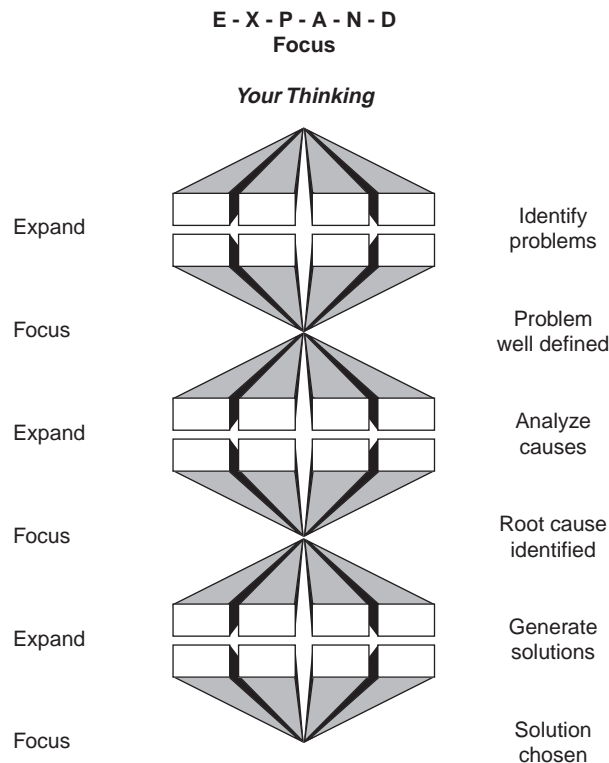 E - X - P - A - N - D
Focus
Your Thinking
Expand
Identify
problems
Focus
Problem
well defined
Expand
Analyze
causes
Focus
Root cause
identified
Expand
Generate
solutions
Focus
Solution
chosen